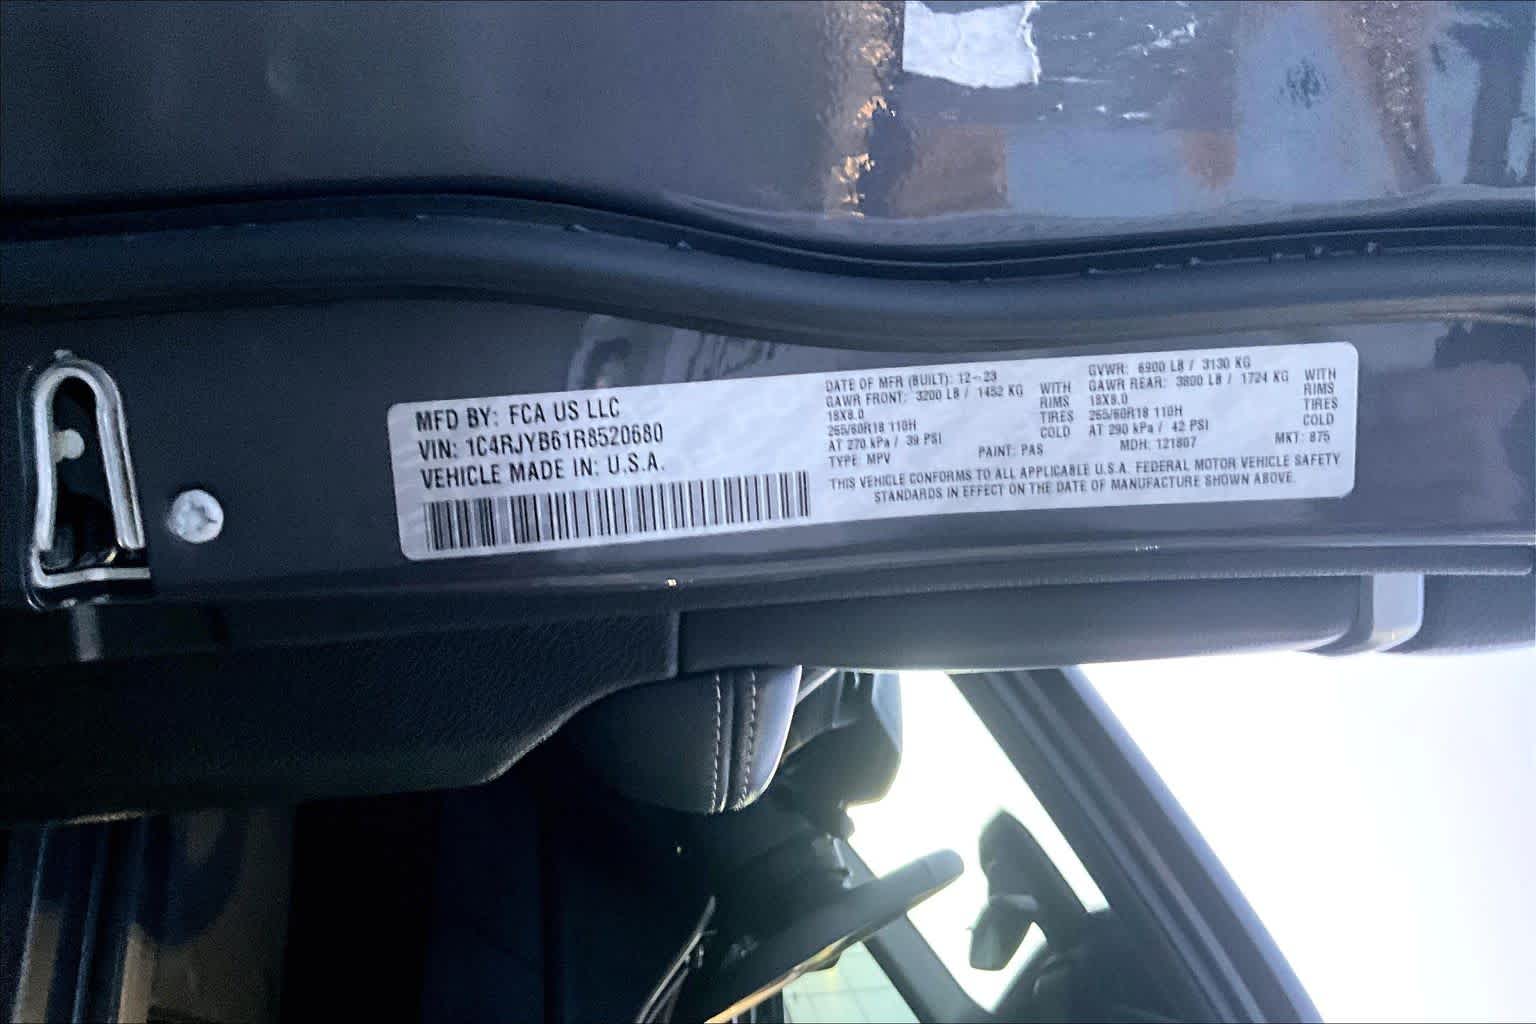 MFD BY: FCA US LLC
VIN: 1C4RJYB61R8520680
VEHICLE MADE IN: U.S.A.
DATE OF MFR (BUILT): 12-23
GAWR FRONT: 3200 LB / 1452 KG WITH
18X8.0 RIMS
265/60R18 110H TIRES
AT 270 kPa / 39 PSI COLD
TYPE: MPV PAINT: PAS
GVWR: 6900 LB / 3130 KG
GAWR REAR: 3800 LB / 1724 KG WITH
18X8.0 RIMS
265/60R18 110H TIRES
AT 290 kPa / 42 PSI COLD
MDH: 121807 MKT: 875
THIS VEHICLE CONFORMS TO ALL APPLICABLE U.S.A. FEDERAL MOTOR VEHICLE SAFETY
STANDARDS IN EFFECT ON THE DATE OF MANUFACTURE SHOWN ABOVE.